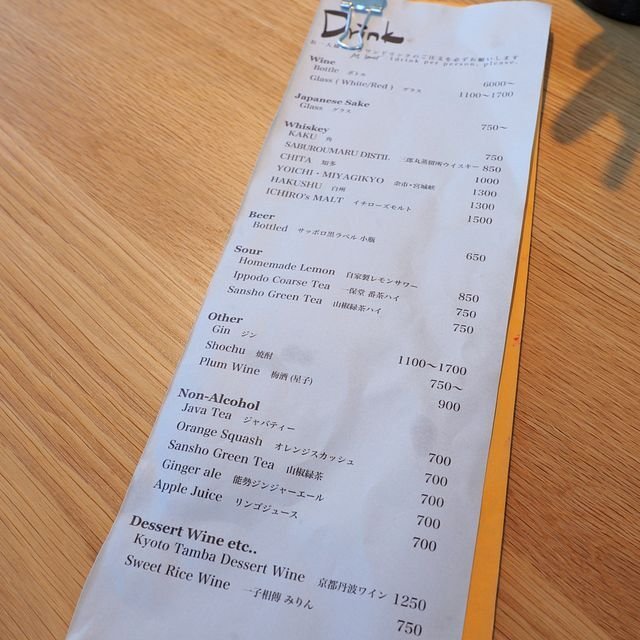 Drink
サンドランチのご注文を必ずお願いします
At least 1drink per person, please.
Wine
Bottle ボトル 6000～
Glass ( White/Red ) グラス 1100～1700
Japanese Sake
Glass グラス 750～
Whiskey
KAKU 角 750
SABUROUMARU DISTIL 三郎丸蒸留所ウイスキー 850
CHITA 知多 1000
YOICHI・MIYAGIKYO 余市・宮城峡 1300
HAKUSHU 白州 1300
ICHIRO's MALT イチローズモルト 1500
Beer
Bottled サッポロ黒ラベル 小瓶 650
Sour
Homemade Lemon 自家製レモンサワー 850
Ippodo Coarse Tea 一保堂 番茶ハイ 750
Sansho Green Tea 山椒緑茶ハイ 750
Other
Gin ジン 1100～1700
Shochu 焼酎 750～
Plum Wine 梅酒 (星子) 900
Non-Alcohol
Java Tea ジャバティー 700
Orange Squash オレンジスカッシュ 700
Sansho Green Tea 山椒緑茶 700
Ginger ale 能勢ジンジャーエール 700
Apple Juice リンゴジュース 700
Dessert Wine etc..
Kyoto Tamba Dessert Wine 京都丹波ワイン 1250
Sweet Rice Wine 一子相傳 みりん 750